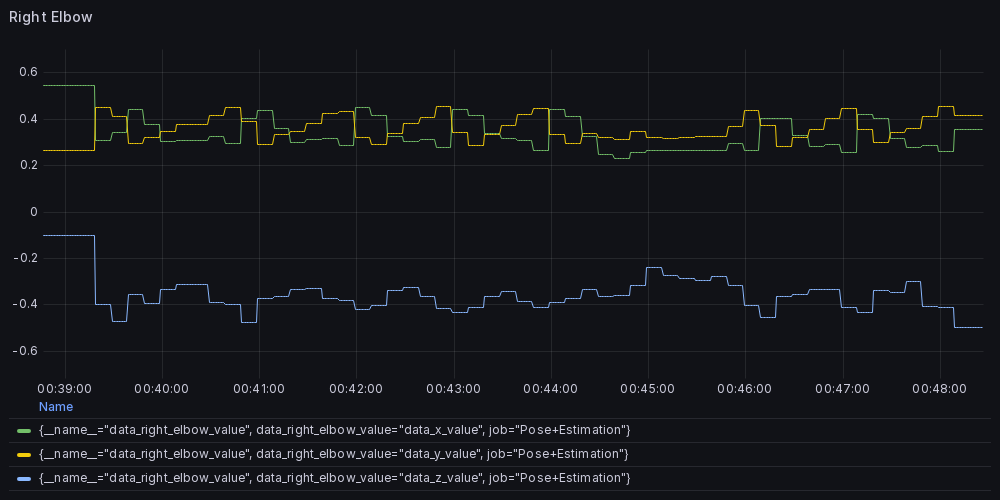 Right Elbow
0.6
0.4
0.2
0
-0.2
-0.4
-0.6
00:39:00 00:40:00 00:41:00 00:42:00 00:43:00 00:44:00 00:45:00 00:46:00 00:47:00 00:48:00
Name
{__name__="data_right_elbow_value", data_right_elbow_value="data_x_value", job="Pose+Estimation"}
{__name__="data_right_elbow_value", data_right_elbow_value="data_y_value", job="Pose+Estimation"}
{__name__="data_right_elbow_value", data_right_elbow_value="data_z_value", job="Pose+Estimation"}